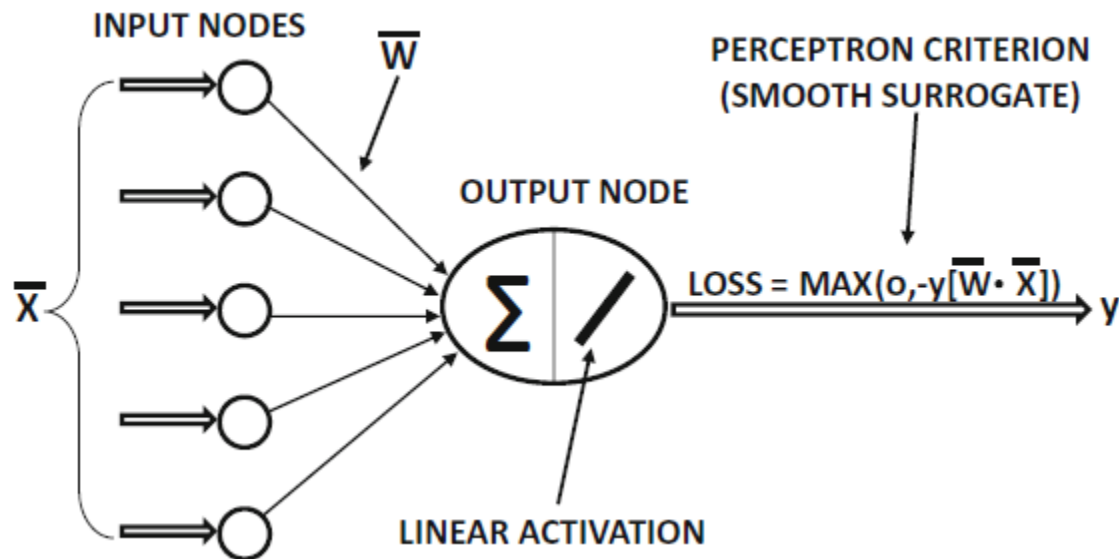 INPUT NODES
W̅
PERCEPTRON CRITERION
(SMOOTH SURROGATE)
OUTPUT NODE
X̅
∑
LOSS = MAX(o,-y[W̅· X̅])
y
LINEAR ACTIVATION